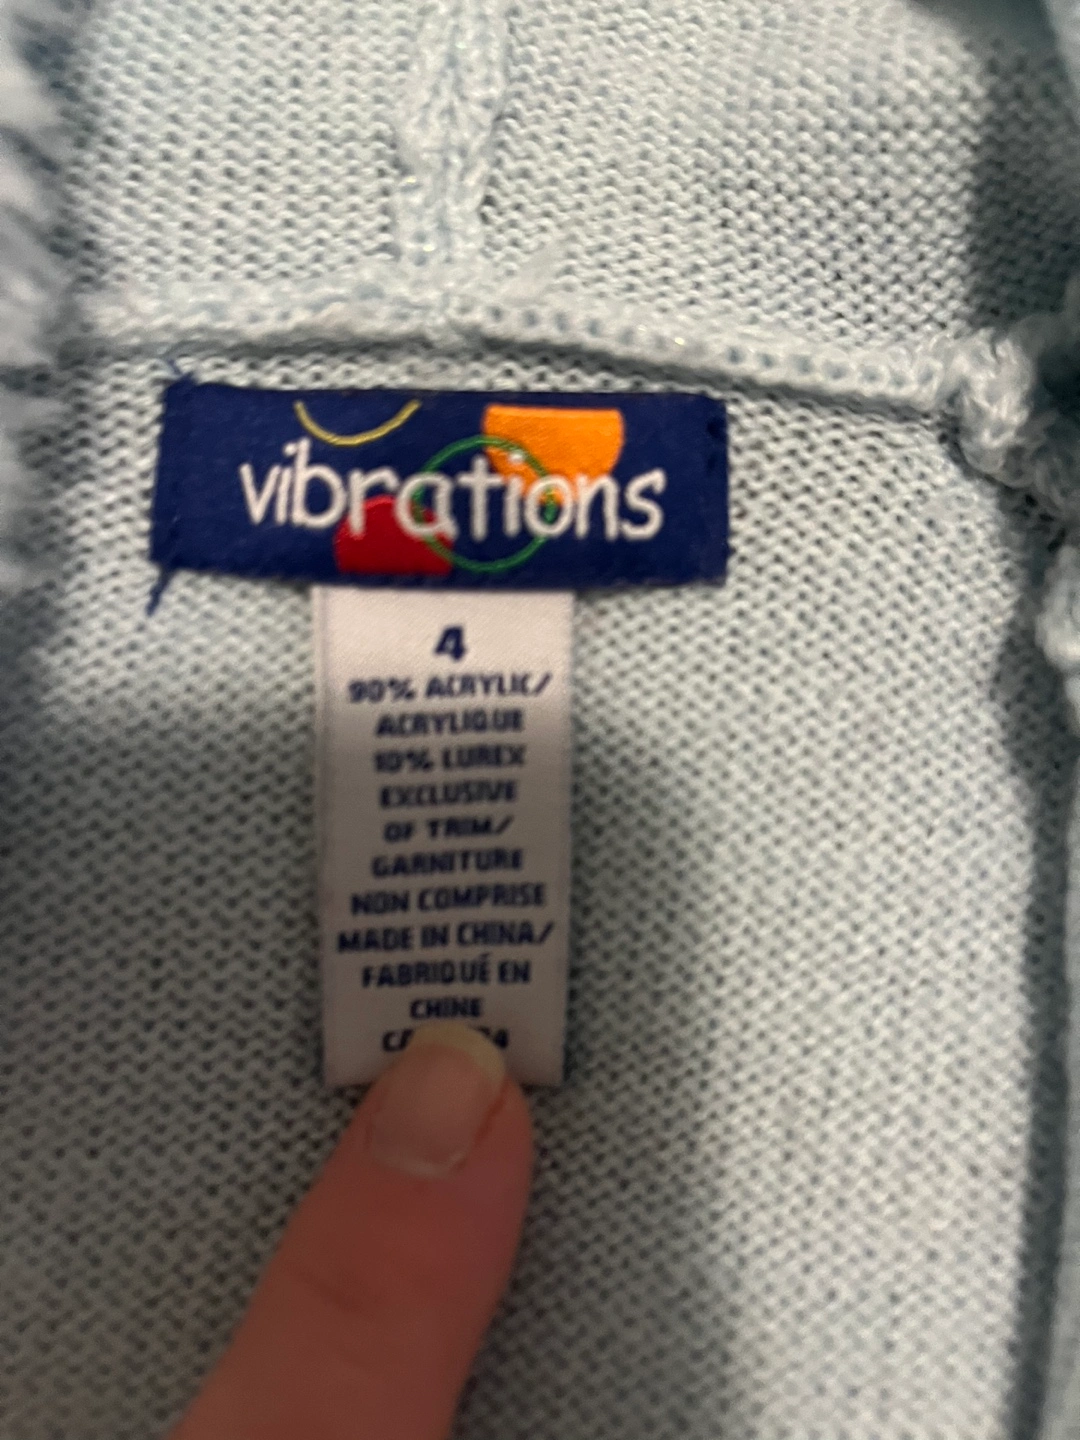 vibrations
4
90% ACRYLIC/
ACRYLIQUE
10% LUREX
EXCLUSIVE
OF TRIM/
GARNITURE
NON COMPRISE
MADE IN CHINA/
FABRIQUÉ EN
CHINE